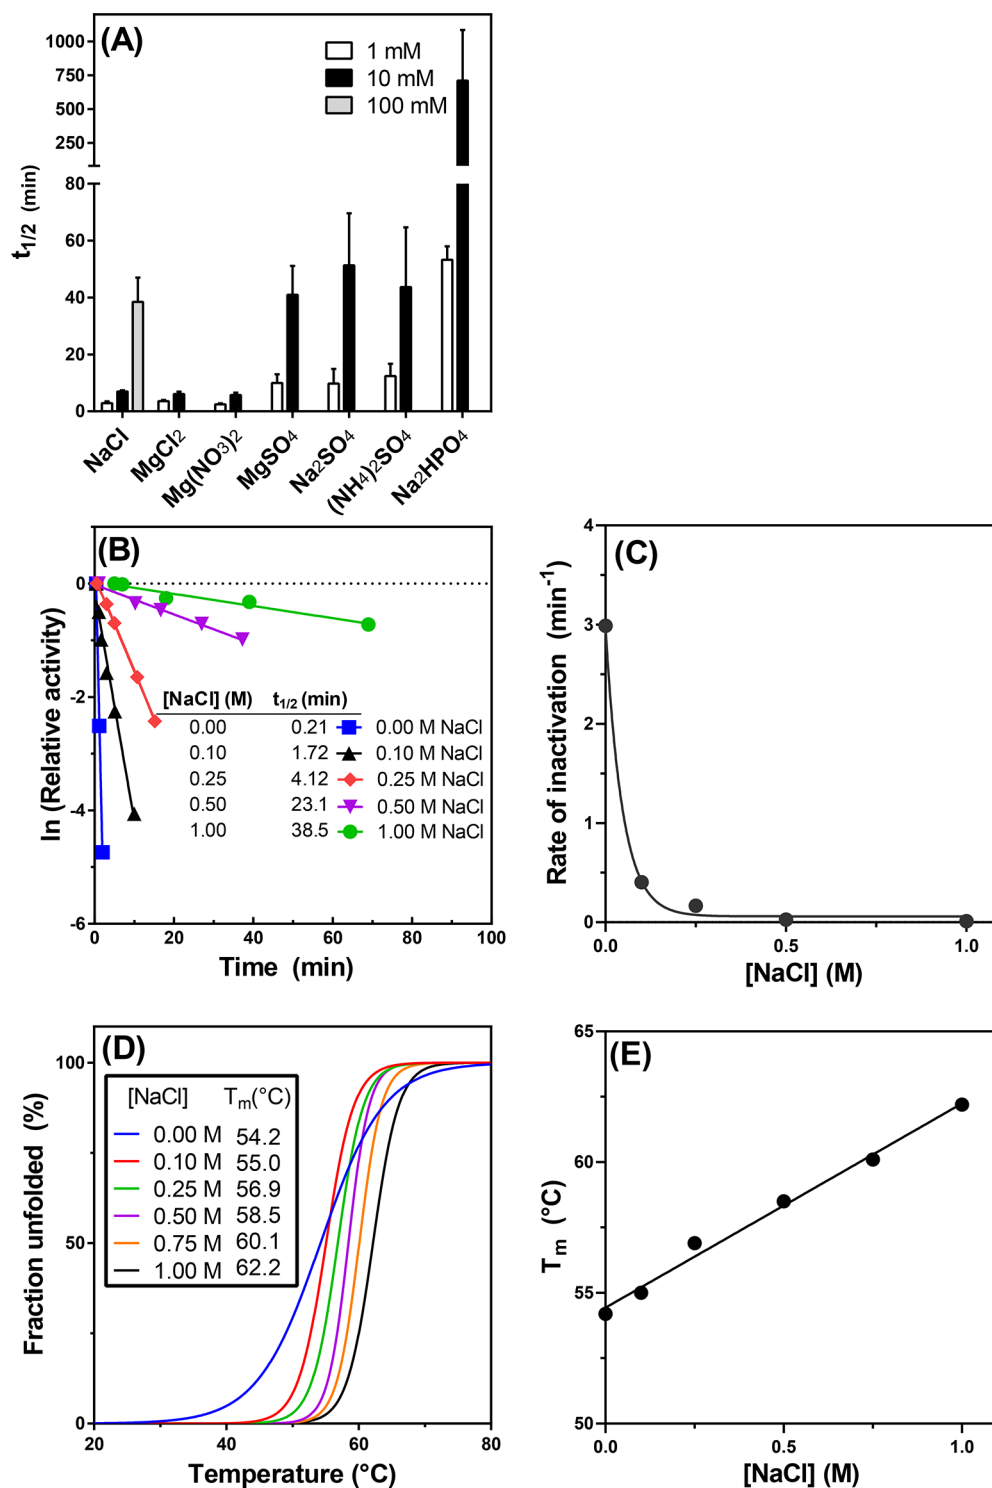 (A)
1 mM
10 mM
100 mM
1000
750
500
250
80
60
40
20
0
t1/2 (min)
NaCl
MgCl2
Mg(NO3)2
MgSO4
Na2SO4
(NH4)2SO4
Na2HPO4
(B)
0
-2
-4
-6
ln (Relative activity)
[NaCl] (M) t1/2 (min)
0.00 0.21 0.00 M NaCl
0.10 1.72 0.10 M NaCl
0.25 4.12 0.25 M NaCl
0.50 23.1 0.50 M NaCl
1.00 38.5 1.00 M NaCl
0 20 40 60 80 100
Time (min)
(C)
4
3
2
1
0
Rate of inactivation (min-1)
0.0 0.5 1.0
[NaCl] (M)
(D)
100
50
0
Fraction unfolded (%)
[NaCl] Tm(°C)
0.00 M 54.2
0.10 M 55.0
0.25 M 56.9
0.50 M 58.5
0.75 M 60.1
1.00 M 62.2
20 40 60 80
Temperature (°C)
(E)
65
60
55
50
Tm (°C)
0.0 0.5 1.0
[NaCl] (M)